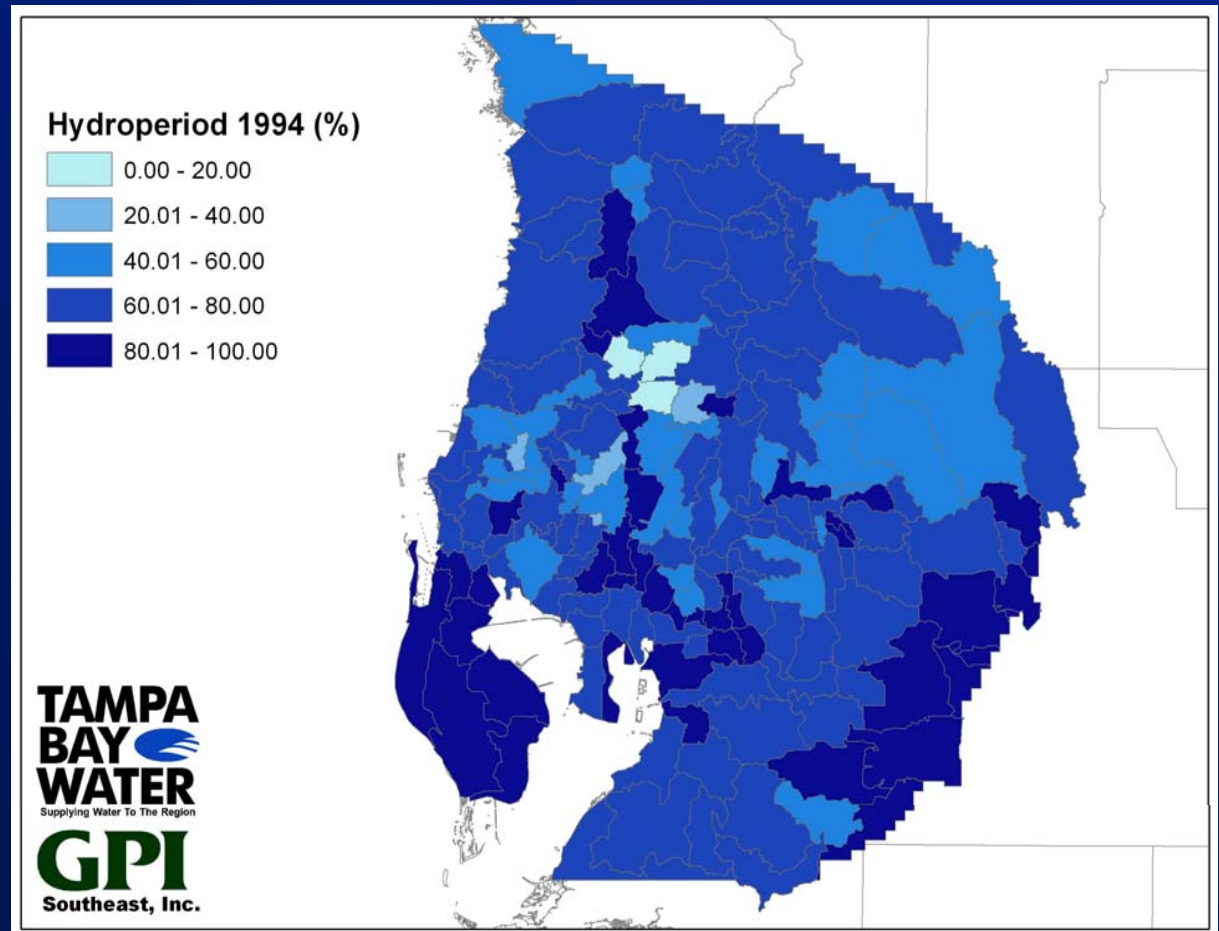 Hydroperiod 1994 (%)
0.00 - 20.00
20.01 - 40.00
40.01 - 60.00
60.01 - 80.00
80.01 - 100.00
TAMPA
BAY
WATER
Supplying Water To The Region
GPI
Southeast, Inc.